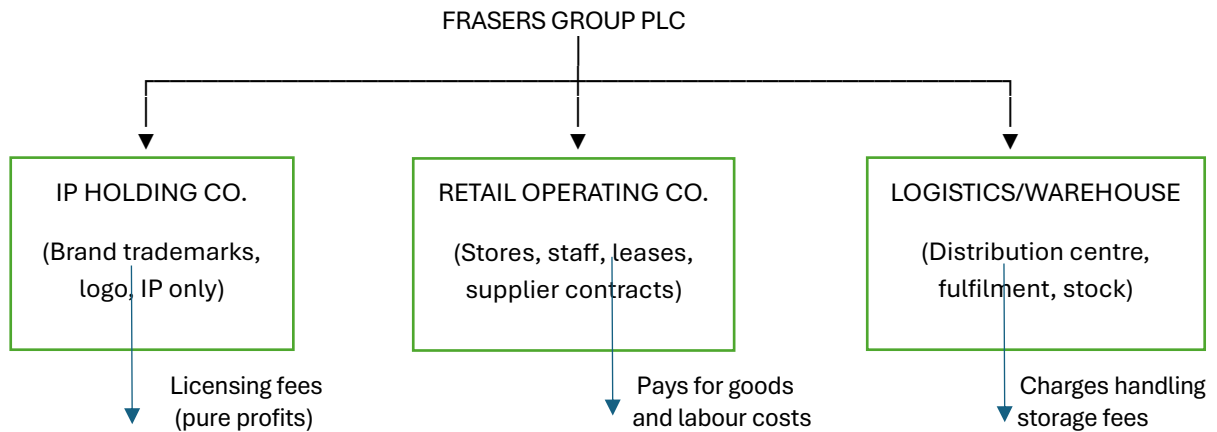 FRASERS GROUP PLC
IP HOLDING CO.
(Brand trademarks,
logo, IP only)
Licensing fees
(pure profits)
RETAIL OPERATING CO.
(Stores, staff, leases,
supplier contracts)
Pays for goods
and labour costs
LOGISTICS/WAREHOUSE
(Distribution centre,
fulfilment, stock)
Charges handling
storage fees